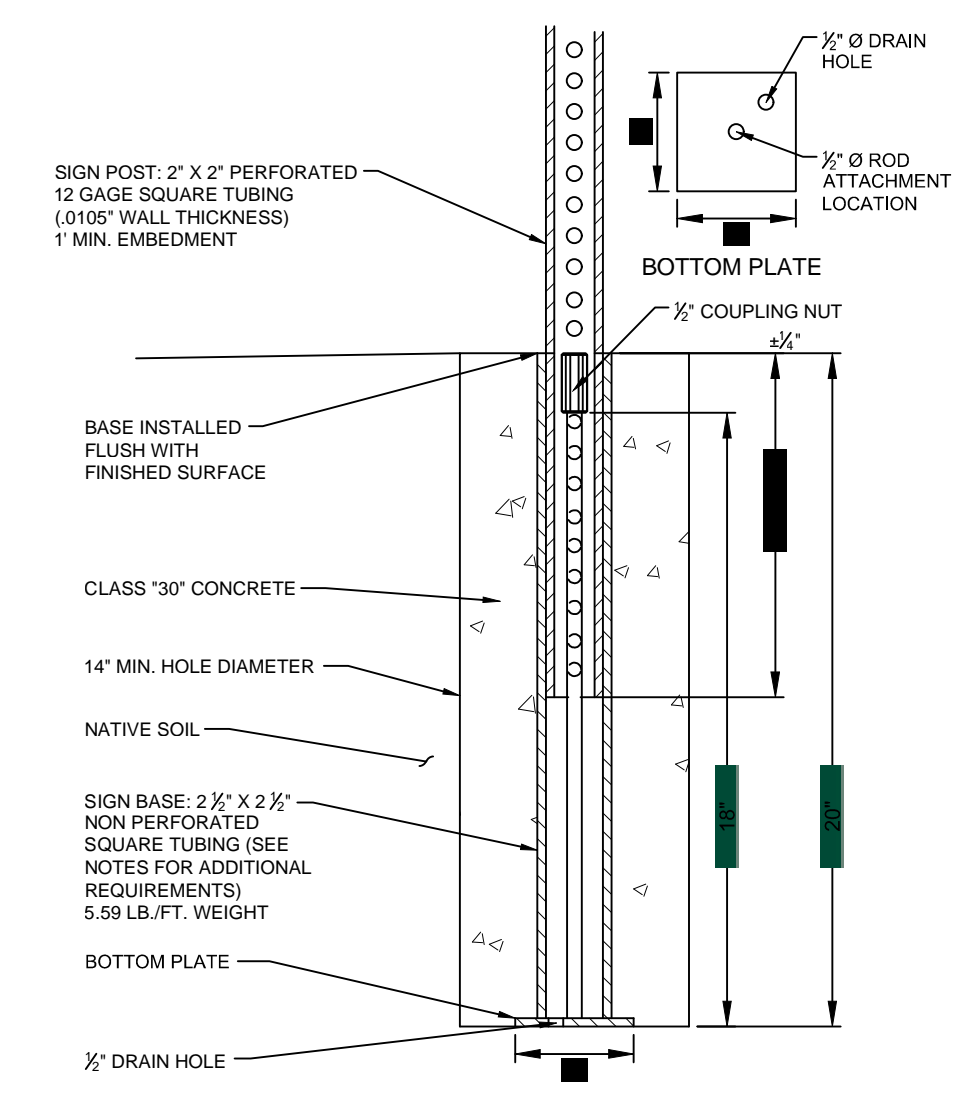 ½" Ø DRAIN
HOLE
½" Ø ROD
ATTACHMENT
LOCATION
BOTTOM PLATE
SIGN POST: 2" X 2" PERFORATED
12 GAGE SQUARE TUBING
(.0105" WALL THICKNESS)
1' MIN. EMBEDMENT
½" COUPLING NUT
±¼"
BASE INSTALLED
FLUSH WITH
FINISHED SURFACE
CLASS "30" CONCRETE
14" MIN. HOLE DIAMETER
NATIVE SOIL
SIGN BASE: 2 ½" X 2 ½"
NON PERFORATED
SQUARE TUBING (SEE
NOTES FOR ADDITIONAL
REQUIREMENTS)
5.59 LB./FT. WEIGHT
18"
20"
BOTTOM PLATE
½" DRAIN HOLE